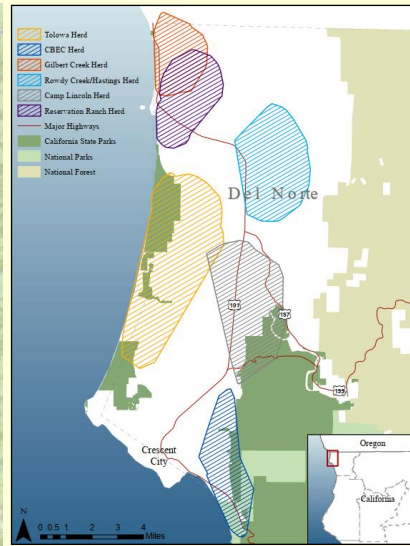 Tolowa Herd
CBEC Herd
Gilbert Creek Herd
Rowdy Creek/Hastings Herd
Camp Lincoln Herd
Reservation Ranch Herd
Major Highways
California State Parks
National Parks
National Forest
Del Norte
101
197
199
Crescent
City
Oregon
California
N
0 0.5 1 2 3 4
Miles